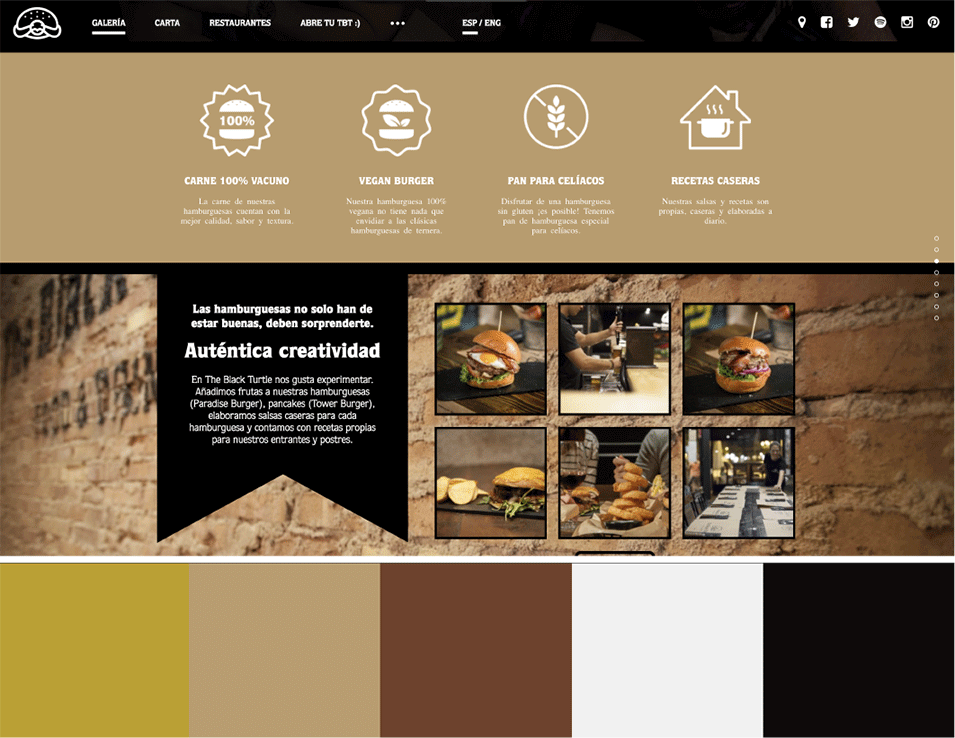 GALERÍA CARTA RESTAURANTES ABRE TU TBT :) ESP / ENG
100%
CARNE 100% VACUNO
La carne de nuestras
hamburguesas cuentan con la
mejor calidad, sabor y textura.
VEGAN BURGER
Nuestra hamburguesa 100%
vegana no tiene nada que
envidiar a las clásicas
hamburguesas de ternera.
PAN PARA CELÍACOS
Disfrutar de una hamburguesa
sin gluten ¡es posible! Tenemos
pan de hamburguesa especial
para celíacos.
RECETAS CASERAS
Nuestras salsas y recetas son
propias, caseras y elaboradas a
diario.
Las hamburguesas no solo han de
estar buenas, deben sorprenderte.
Auténtica creatividad
En The Black Turtle nos gusta experimentar.
Añadimos frutas a nuestras hamburguesas
(Paradise Burger), pancakes (Tower Burger),
elaboramos salsas caseras para cada
hamburguesa y contamos con recetas propias
para nuestros entrantes y postres.